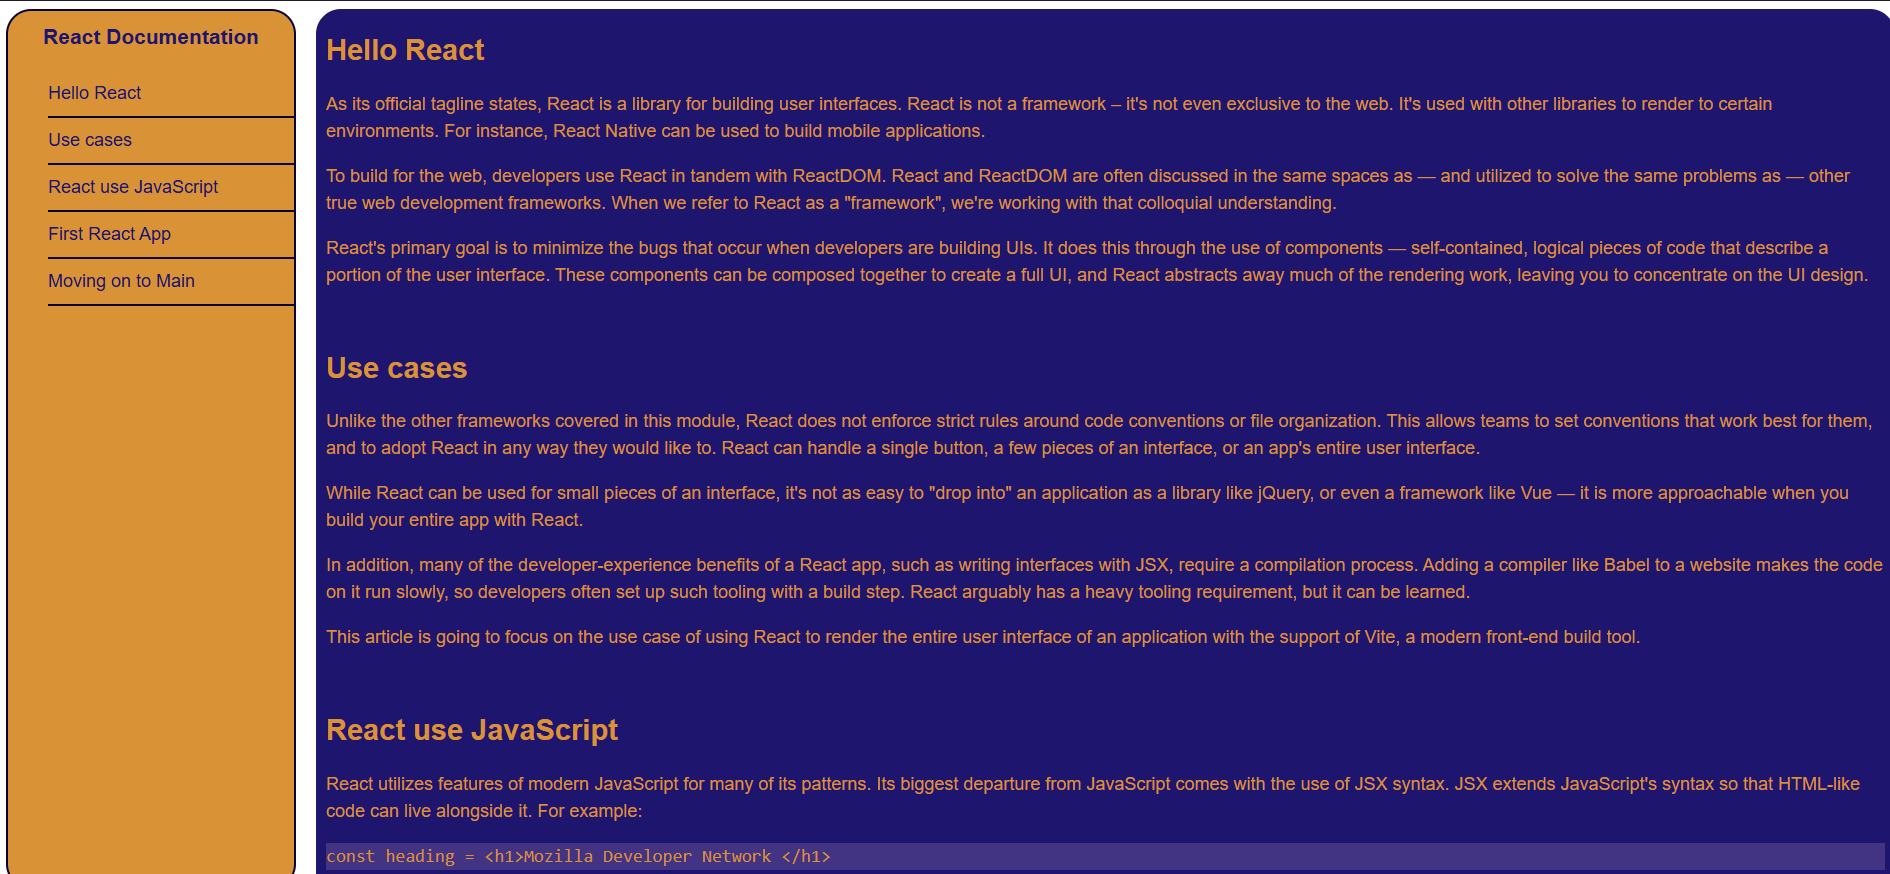 React Documentation
Hello React
Use cases
React use JavaScript
First React App
Moving on to Main
Hello React
As its official tagline states, React is a library for building user interfaces. React is not a framework – it's not even exclusive to the web. It's used with other libraries to render to certain
environments. For instance, React Native can be used to build mobile applications.
To build for the web, developers use React in tandem with ReactDOM. React and ReactDOM are often discussed in the same spaces as — and utilized to solve the same problems as — other
true web development frameworks. When we refer to React as a "framework", we're working with that colloquial understanding.
React's primary goal is to minimize the bugs that occur when developers are building UIs. It does this through the use of components — self-contained, logical pieces of code that describe a
portion of the user interface. These components can be composed together to create a full UI, and React abstracts away much of the rendering work, leaving you to concentrate on the UI design.
Use cases
Unlike the other frameworks covered in this module, React does not enforce strict rules around code conventions or file organization. This allows teams to set conventions that work best for them,
and to adopt React in any way they would like to. React can handle a single button, a few pieces of an interface, or an app's entire user interface.
While React can be used for small pieces of an interface, it's not as easy to "drop into" an application as a library like jQuery, or even a framework like Vue — it is more approachable when you
build your entire app with React.
In addition, many of the developer-experience benefits of a React app, such as writing interfaces with JSX, require a compilation process. Adding a compiler like Babel to a website makes the code
on it run slowly, so developers often set up such tooling with a build step. React arguably has a heavy tooling requirement, but it can be learned.
This article is going to focus on the use case of using React to render the entire user interface of an application with the support of Vite, a modern front-end build tool.
React use JavaScript
React utilizes features of modern JavaScript for many of its patterns. Its biggest departure from JavaScript comes with the use of JSX syntax. JSX extends JavaScript's syntax so that HTML-like
code can live alongside it. For example:
const heading = <h1>Mozilla Developer Network </h1>